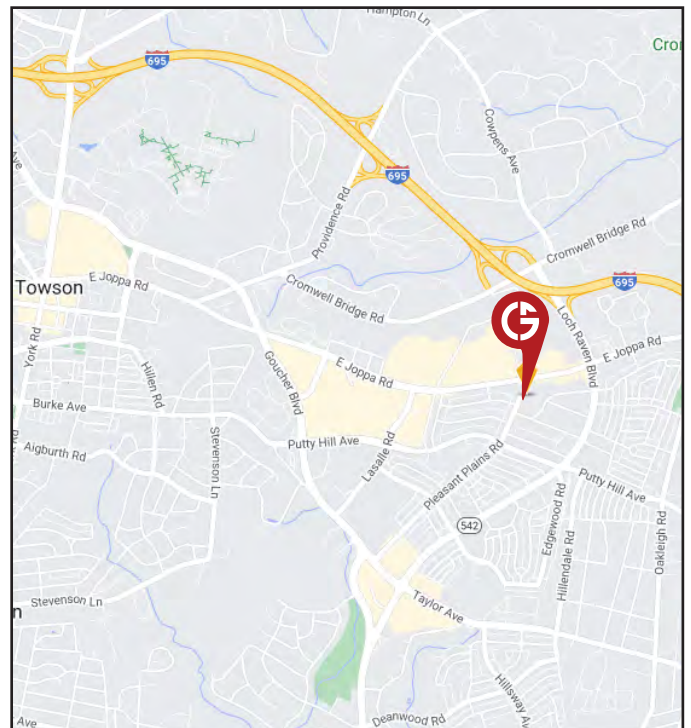 Hampton Ln
Cro
695
Cowpens Ave
Ave
695
Providence Rd
Cromwell Bridge Rd
E Joppa Rd
Towson
Cromwell Bridge Rd
695
Loch Raven Blvd
York Rd
Hillen Rd
Goucher Blvd
E Joppa Rd
E Joppa Rd
Burke Ave
Stevenson Ln
Putty Hill Ave
Lasalle Rd
Aigburth Rd
Pleasant Plains Rd
Putty Hill Ave
542
Edgewood Rd
Hillendale Rd
Oakleigh Rd
Stevenson Ln
n
Taylor Ave
Hillsway Av
Deanwood Rd
Ave